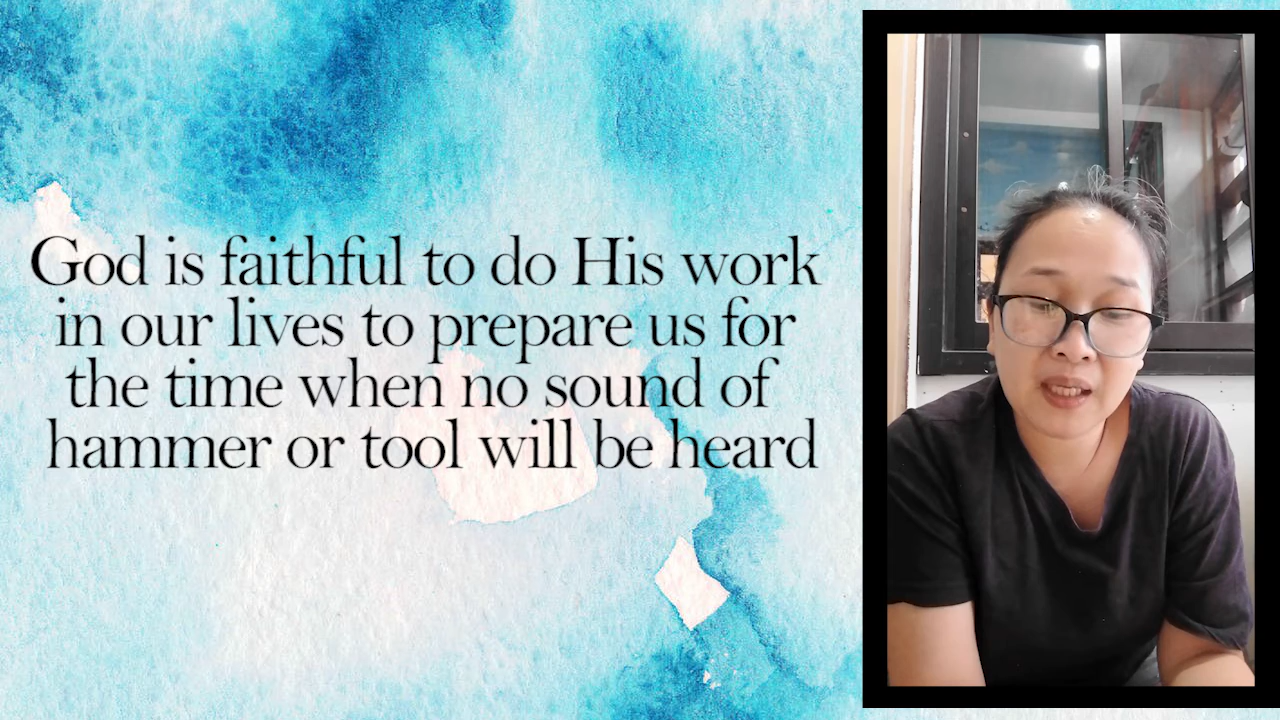 God is faithful to do His work
in our lives to prepare us for
the time when no sound of
hammer or tool will be heard